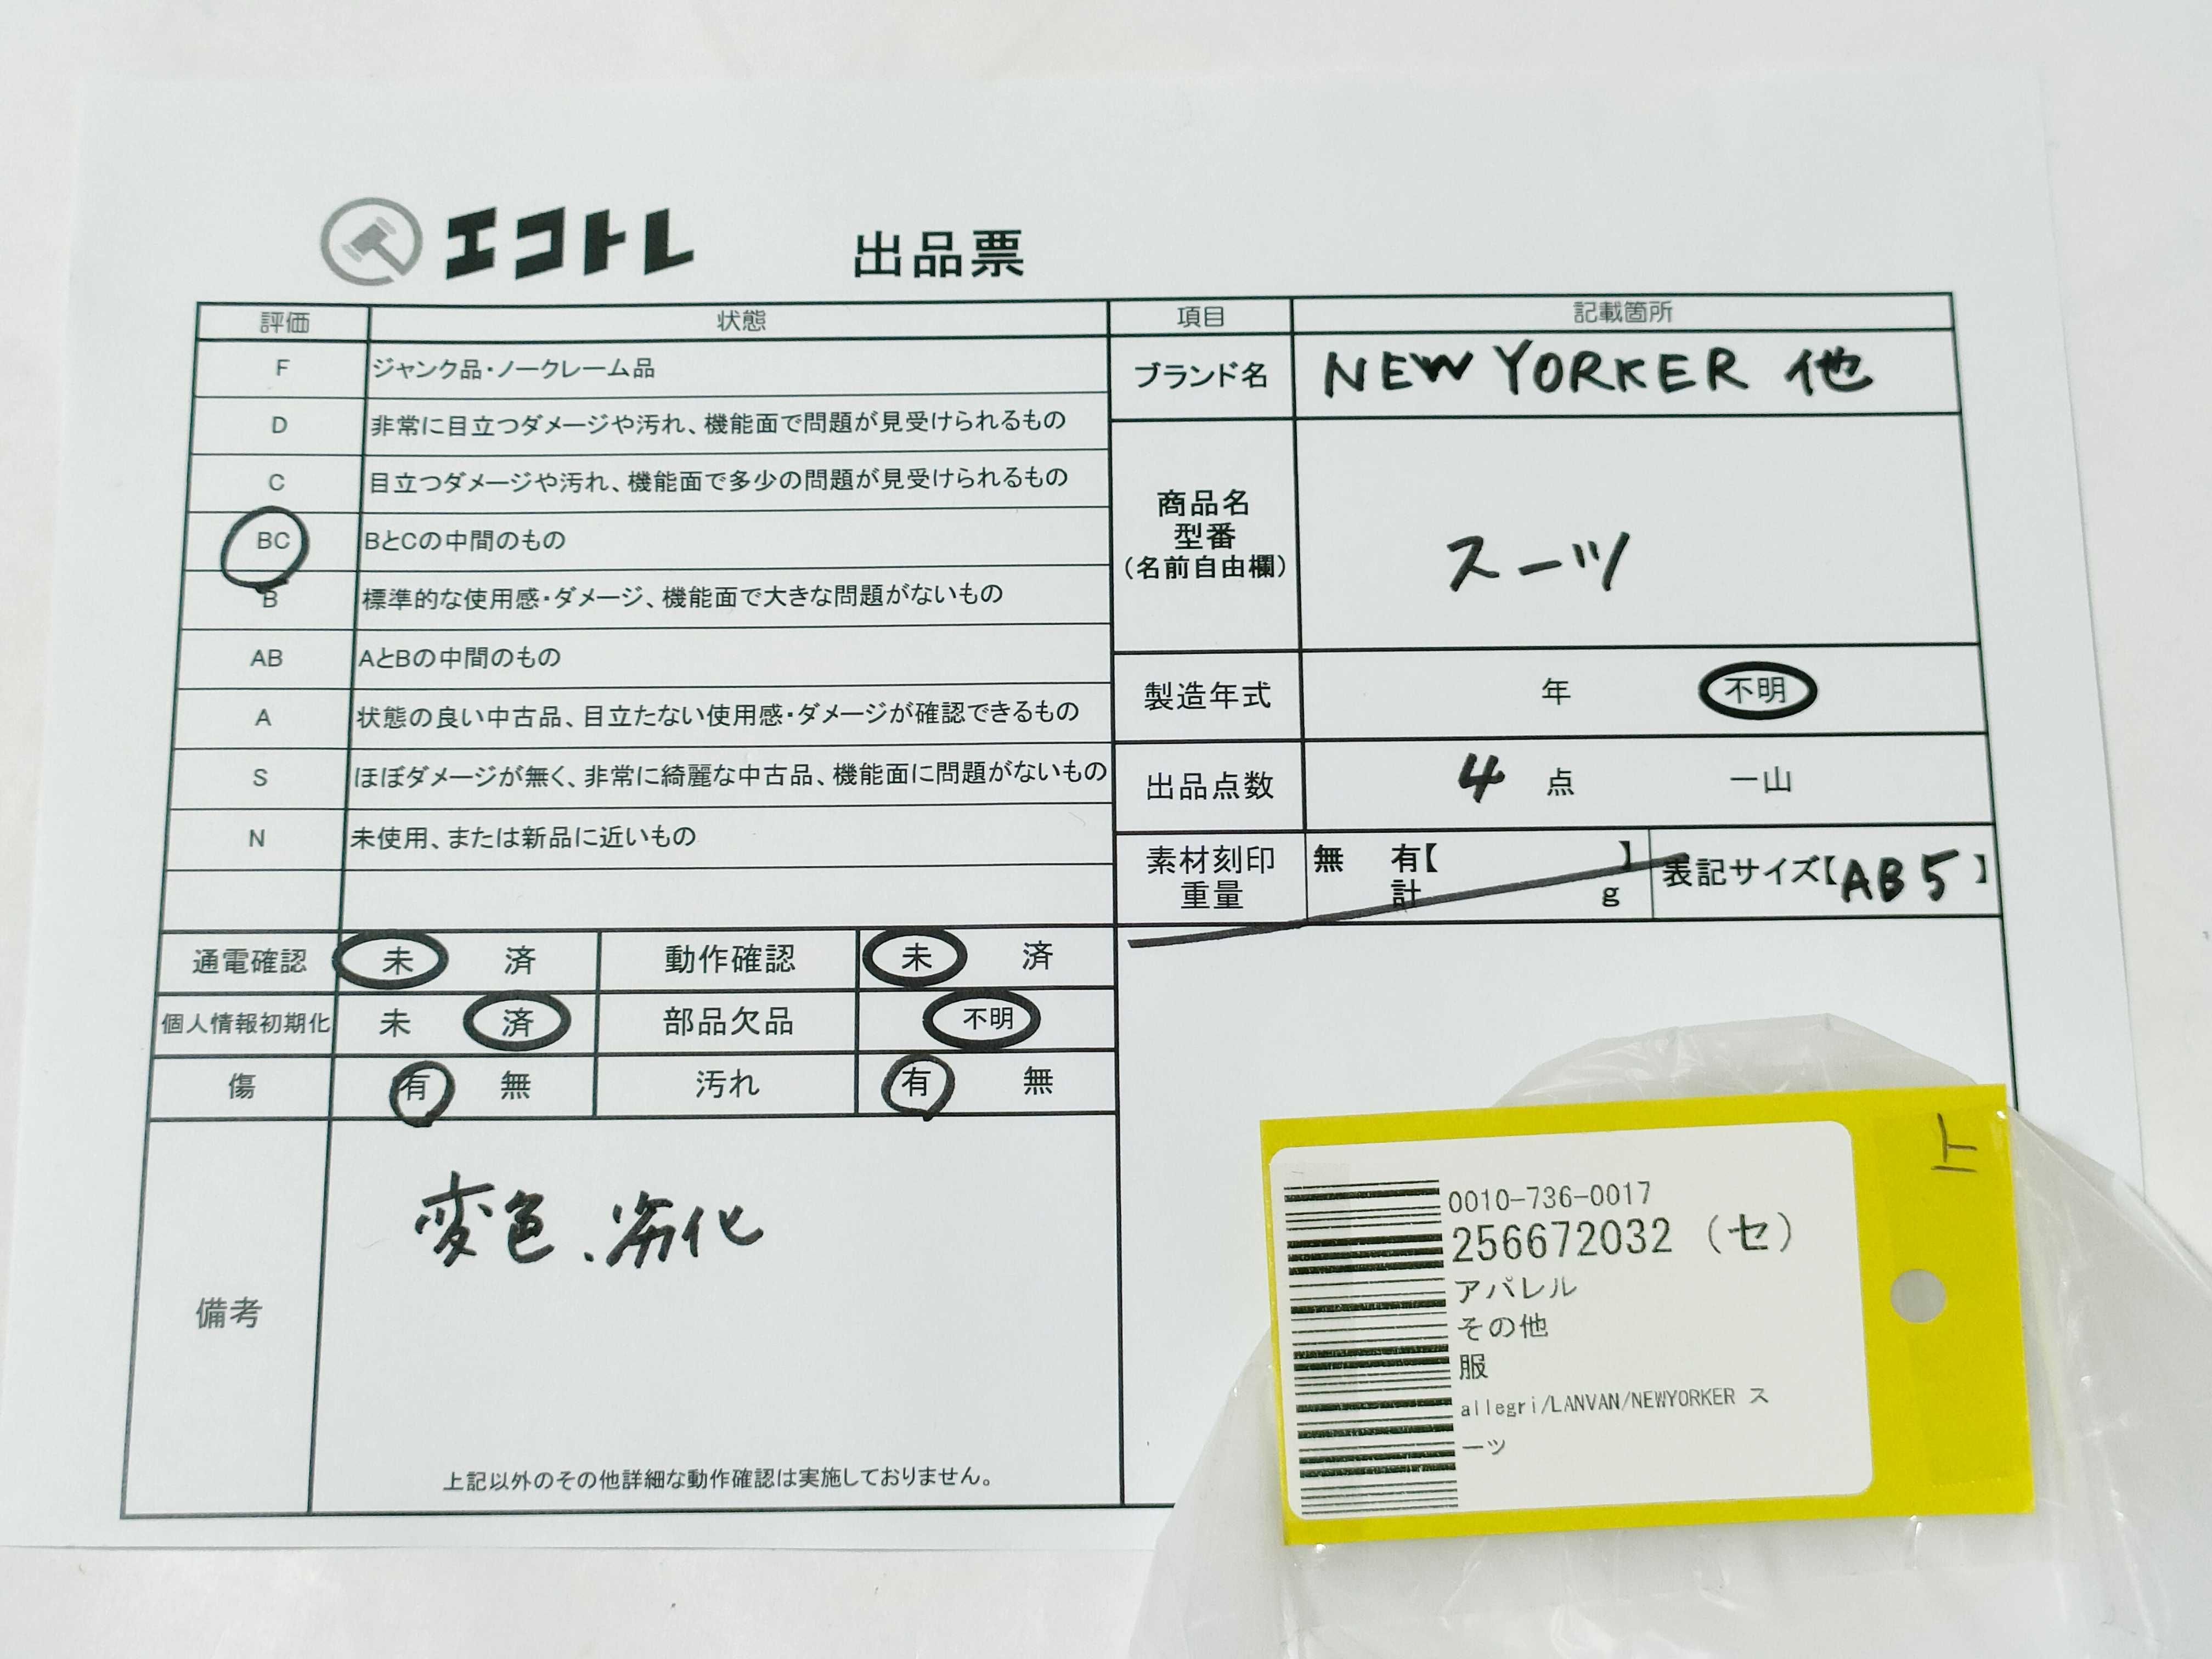 エコトレ 出品票
評価 状態 項目 記載箇所
F ジャンク品・ノークレーム品
D 非常に目立つダメージや汚れ、機能面で問題が見受けられるもの
C 目立つダメージや汚れ、機能面で多少の問題が見受けられるもの
BC BとCの中間のもの
B 標準的な使用感・ダメージ、機能面で大きな問題がないもの
AB AとBの中間のもの
A 状態の良い中古品、目立たない使用感・ダメージが確認できるもの
S ほぼダメージが無く、非常に綺麗な中古品、機能面に問題がないもの
N 未使用、または新品に近いもの
ブランド名 NEW YORKER 他
商品名
型番
(名前自由欄)
スーツ
製造年式 年 不明
出品点数 4 点 一山
素材刻印
重量
無 有【 】
計 g
表記サイズ【AB5】
通電確認 未 済 動作確認 未 済
個人情報初期化 未 済 部品欠品 不明
傷 有 無 汚れ 有 無
備考
変色、劣化
上記以外のその他詳細な動作確認は実施しておりません。
0010-736-0017
256672032 (セ)
アパレル
その他
服
allegri/LANVAN/NEWYORKER ス
ーツ